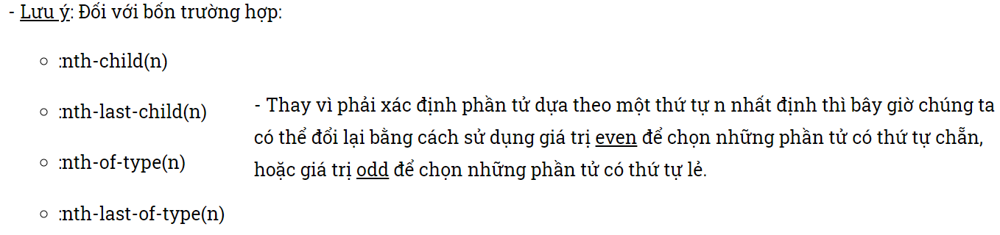 - Lưu ý: Đối với bốn trường hợp:
:nth-child(n)
:nth-last-child(n)
:nth-of-type(n)
:nth-last-of-type(n)
- Thay vì phải xác định phần tử dựa theo một thứ tự n nhất định thì bây giờ chúng ta
có thể đổi lại bằng cách sử dụng giá trị even để chọn những phần tử có thứ tự chẵn,
hoặc giá trị odd để chọn những phần tử có thứ tự lẻ.